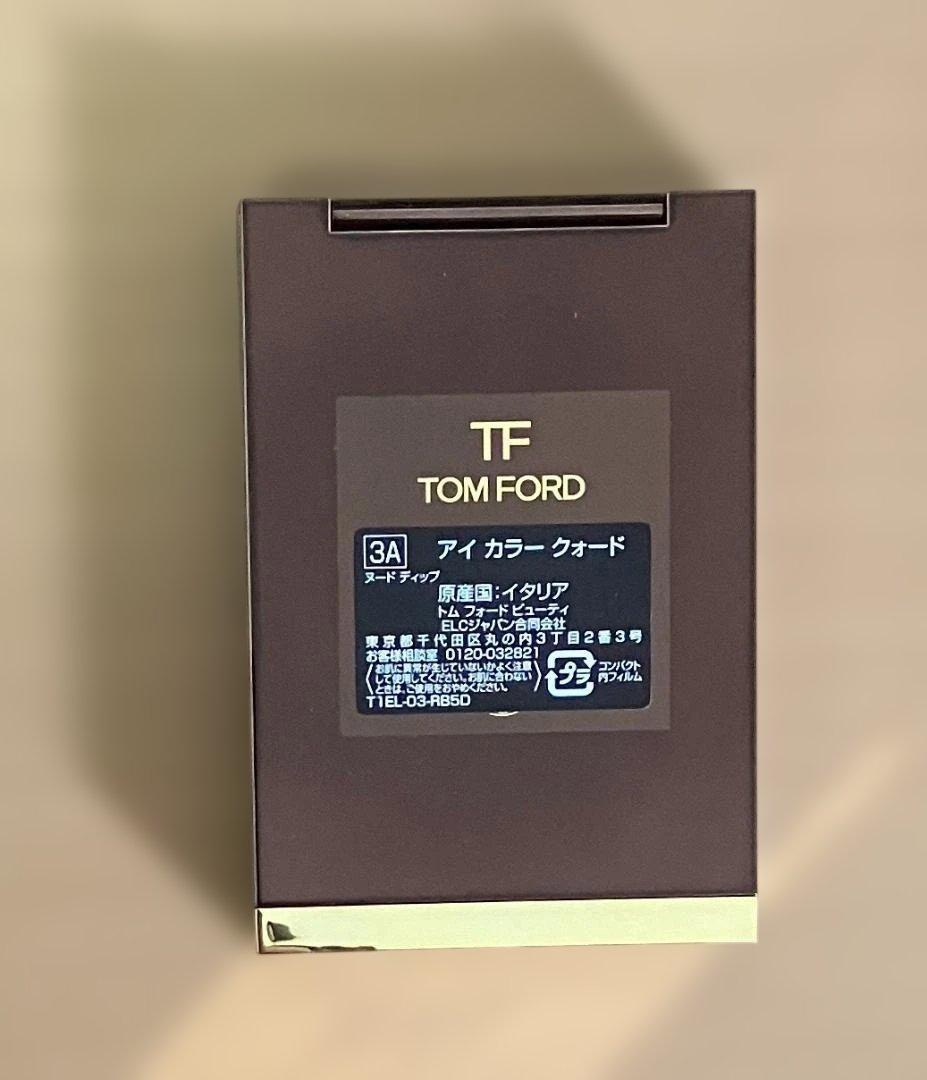 TF
TOM FORD
3A アイ カラー クォード
ヌード ディップ
原産国:イタリア
トム フォード ビューティ
ELCジャパン合同会社
東京都千代田区丸の内3丁目2番3号
お客様相談室 0120-032821
お肌に異常が生じていないかよく注意
して使用してください。お肌に合わない
ときは、ご使用をおやめください。
プラ
コンパクト
内フィルム
T1EL-03-RB5D